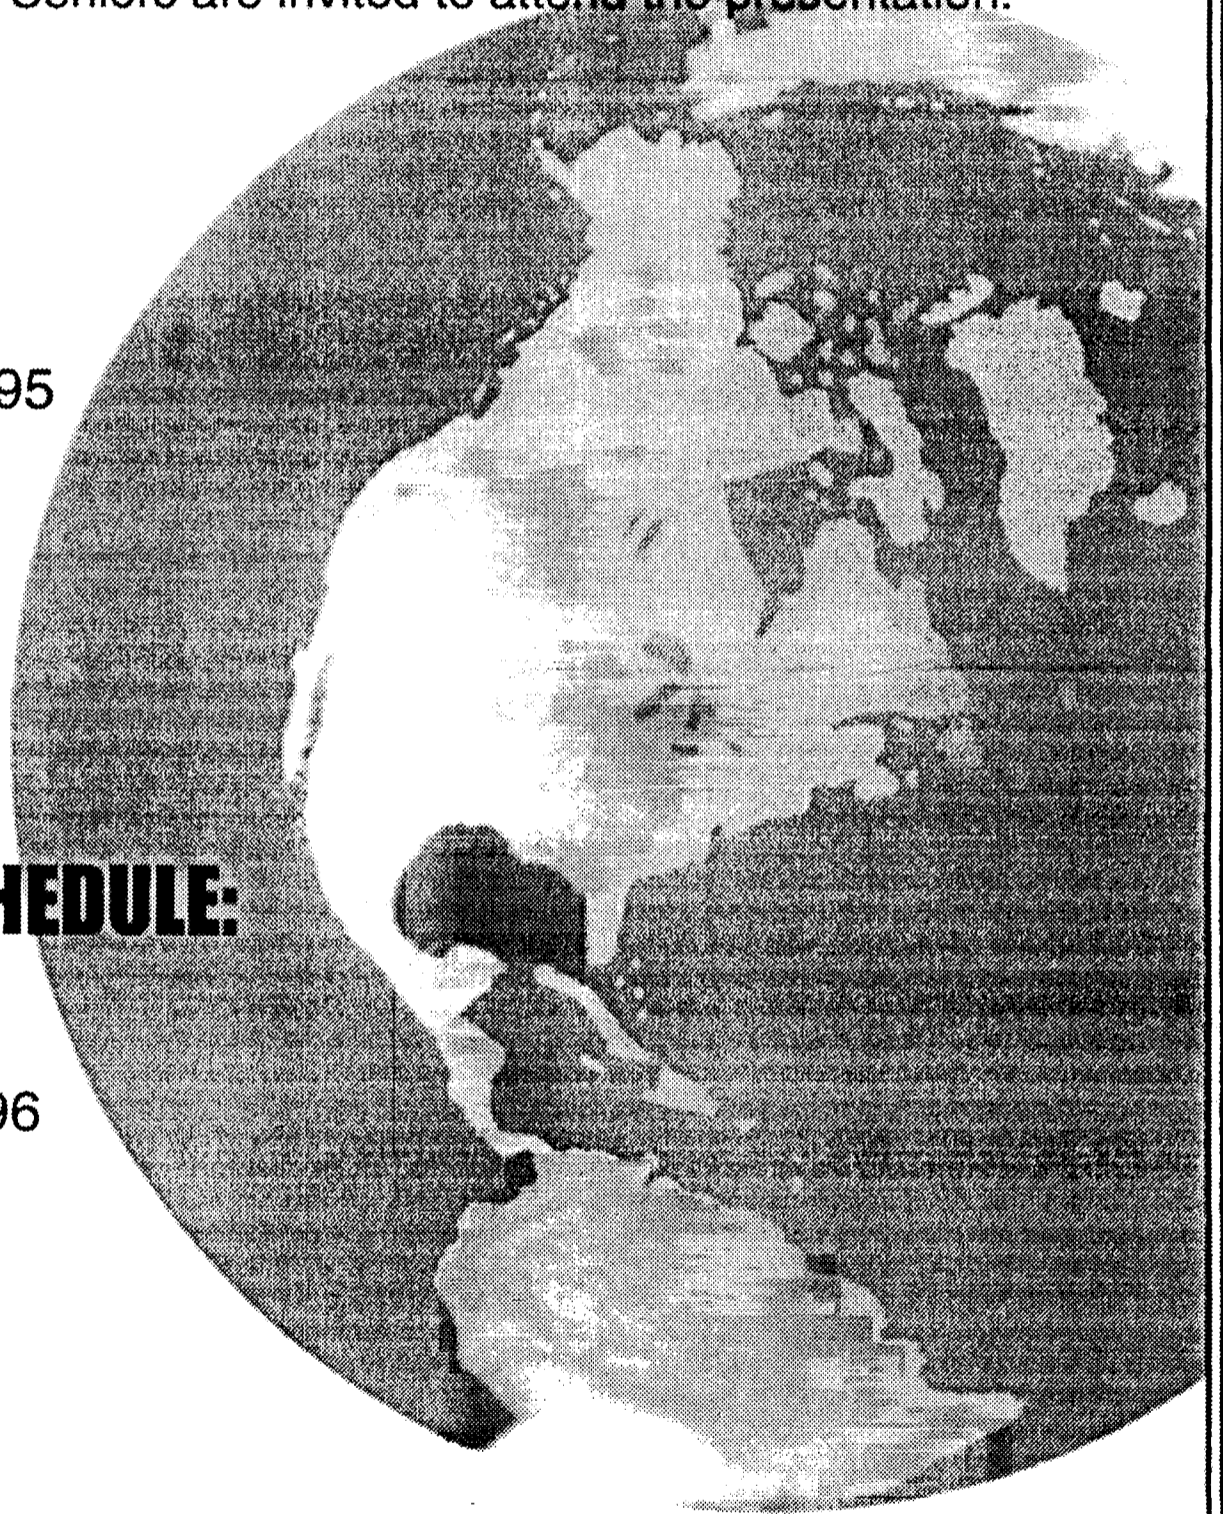 Seniors are invited to attend the presentation.
95
HEDULE:
96